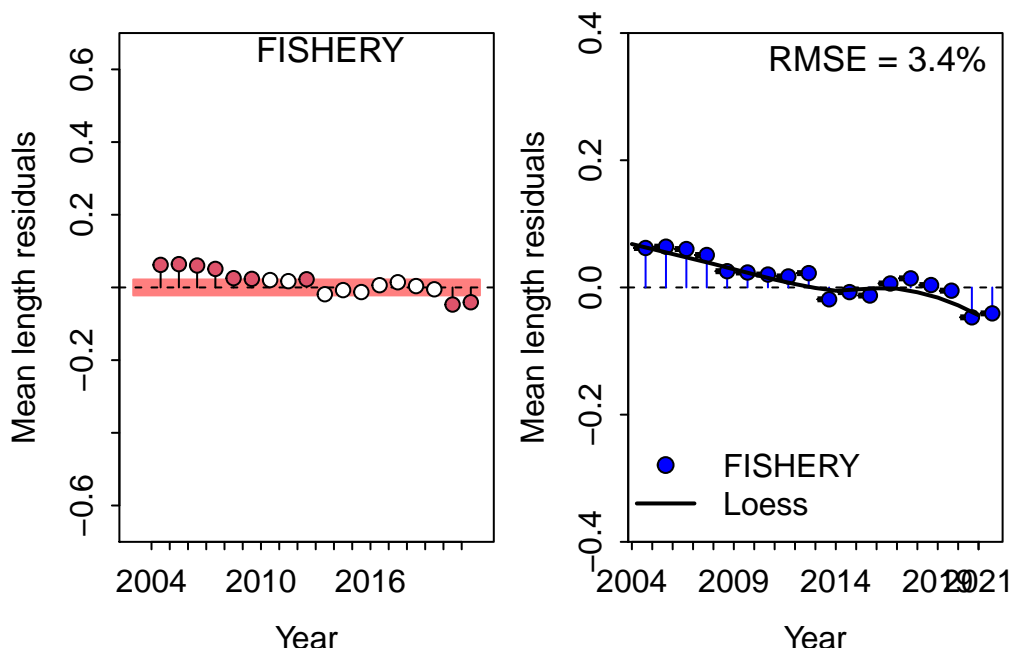 FISHERY
Mean length residuals
0.6
0.4
0.2
−0.2
−0.6
2004 2010 2016
Year
RMSE = 3.4%
Mean length residuals
0.4
0.2
0.0
−0.2
−0.4
FISHERY
Loess
2004 2009 2014 2019 2021
Year